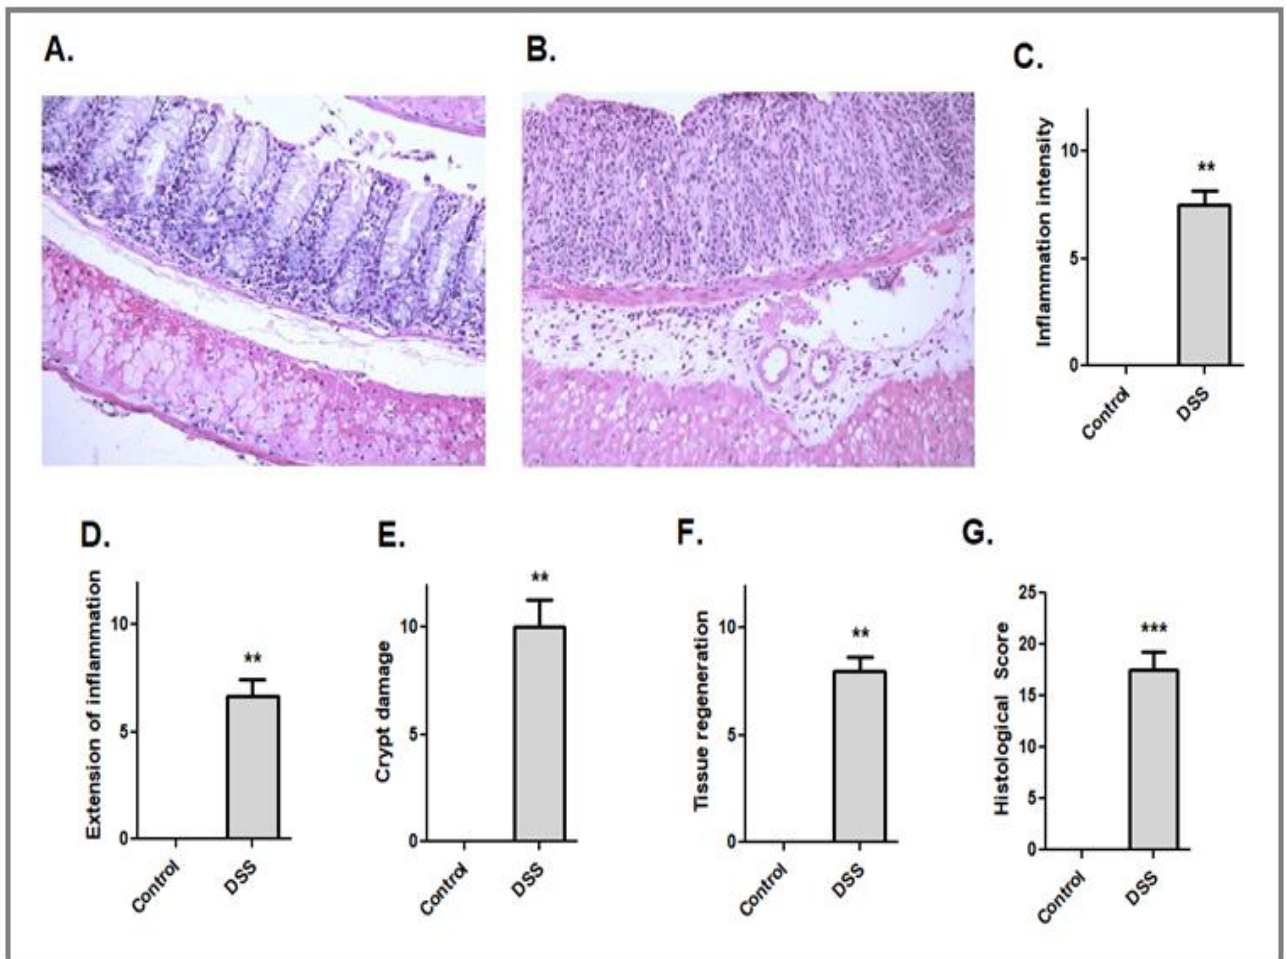 A.
B.
C.
Inflammation intensity
10
5
0
**
Control
DSS
D.
Extension of inflammation
10
5
0
**
Control
DSS
E.
Crypt damage
10
5
0
**
Control
DSS
F.
Tissue regeneration
10
5
0
**
Control
DSS
G.
Histological Score
25
20
15
10
5
0
***
Control
DSS